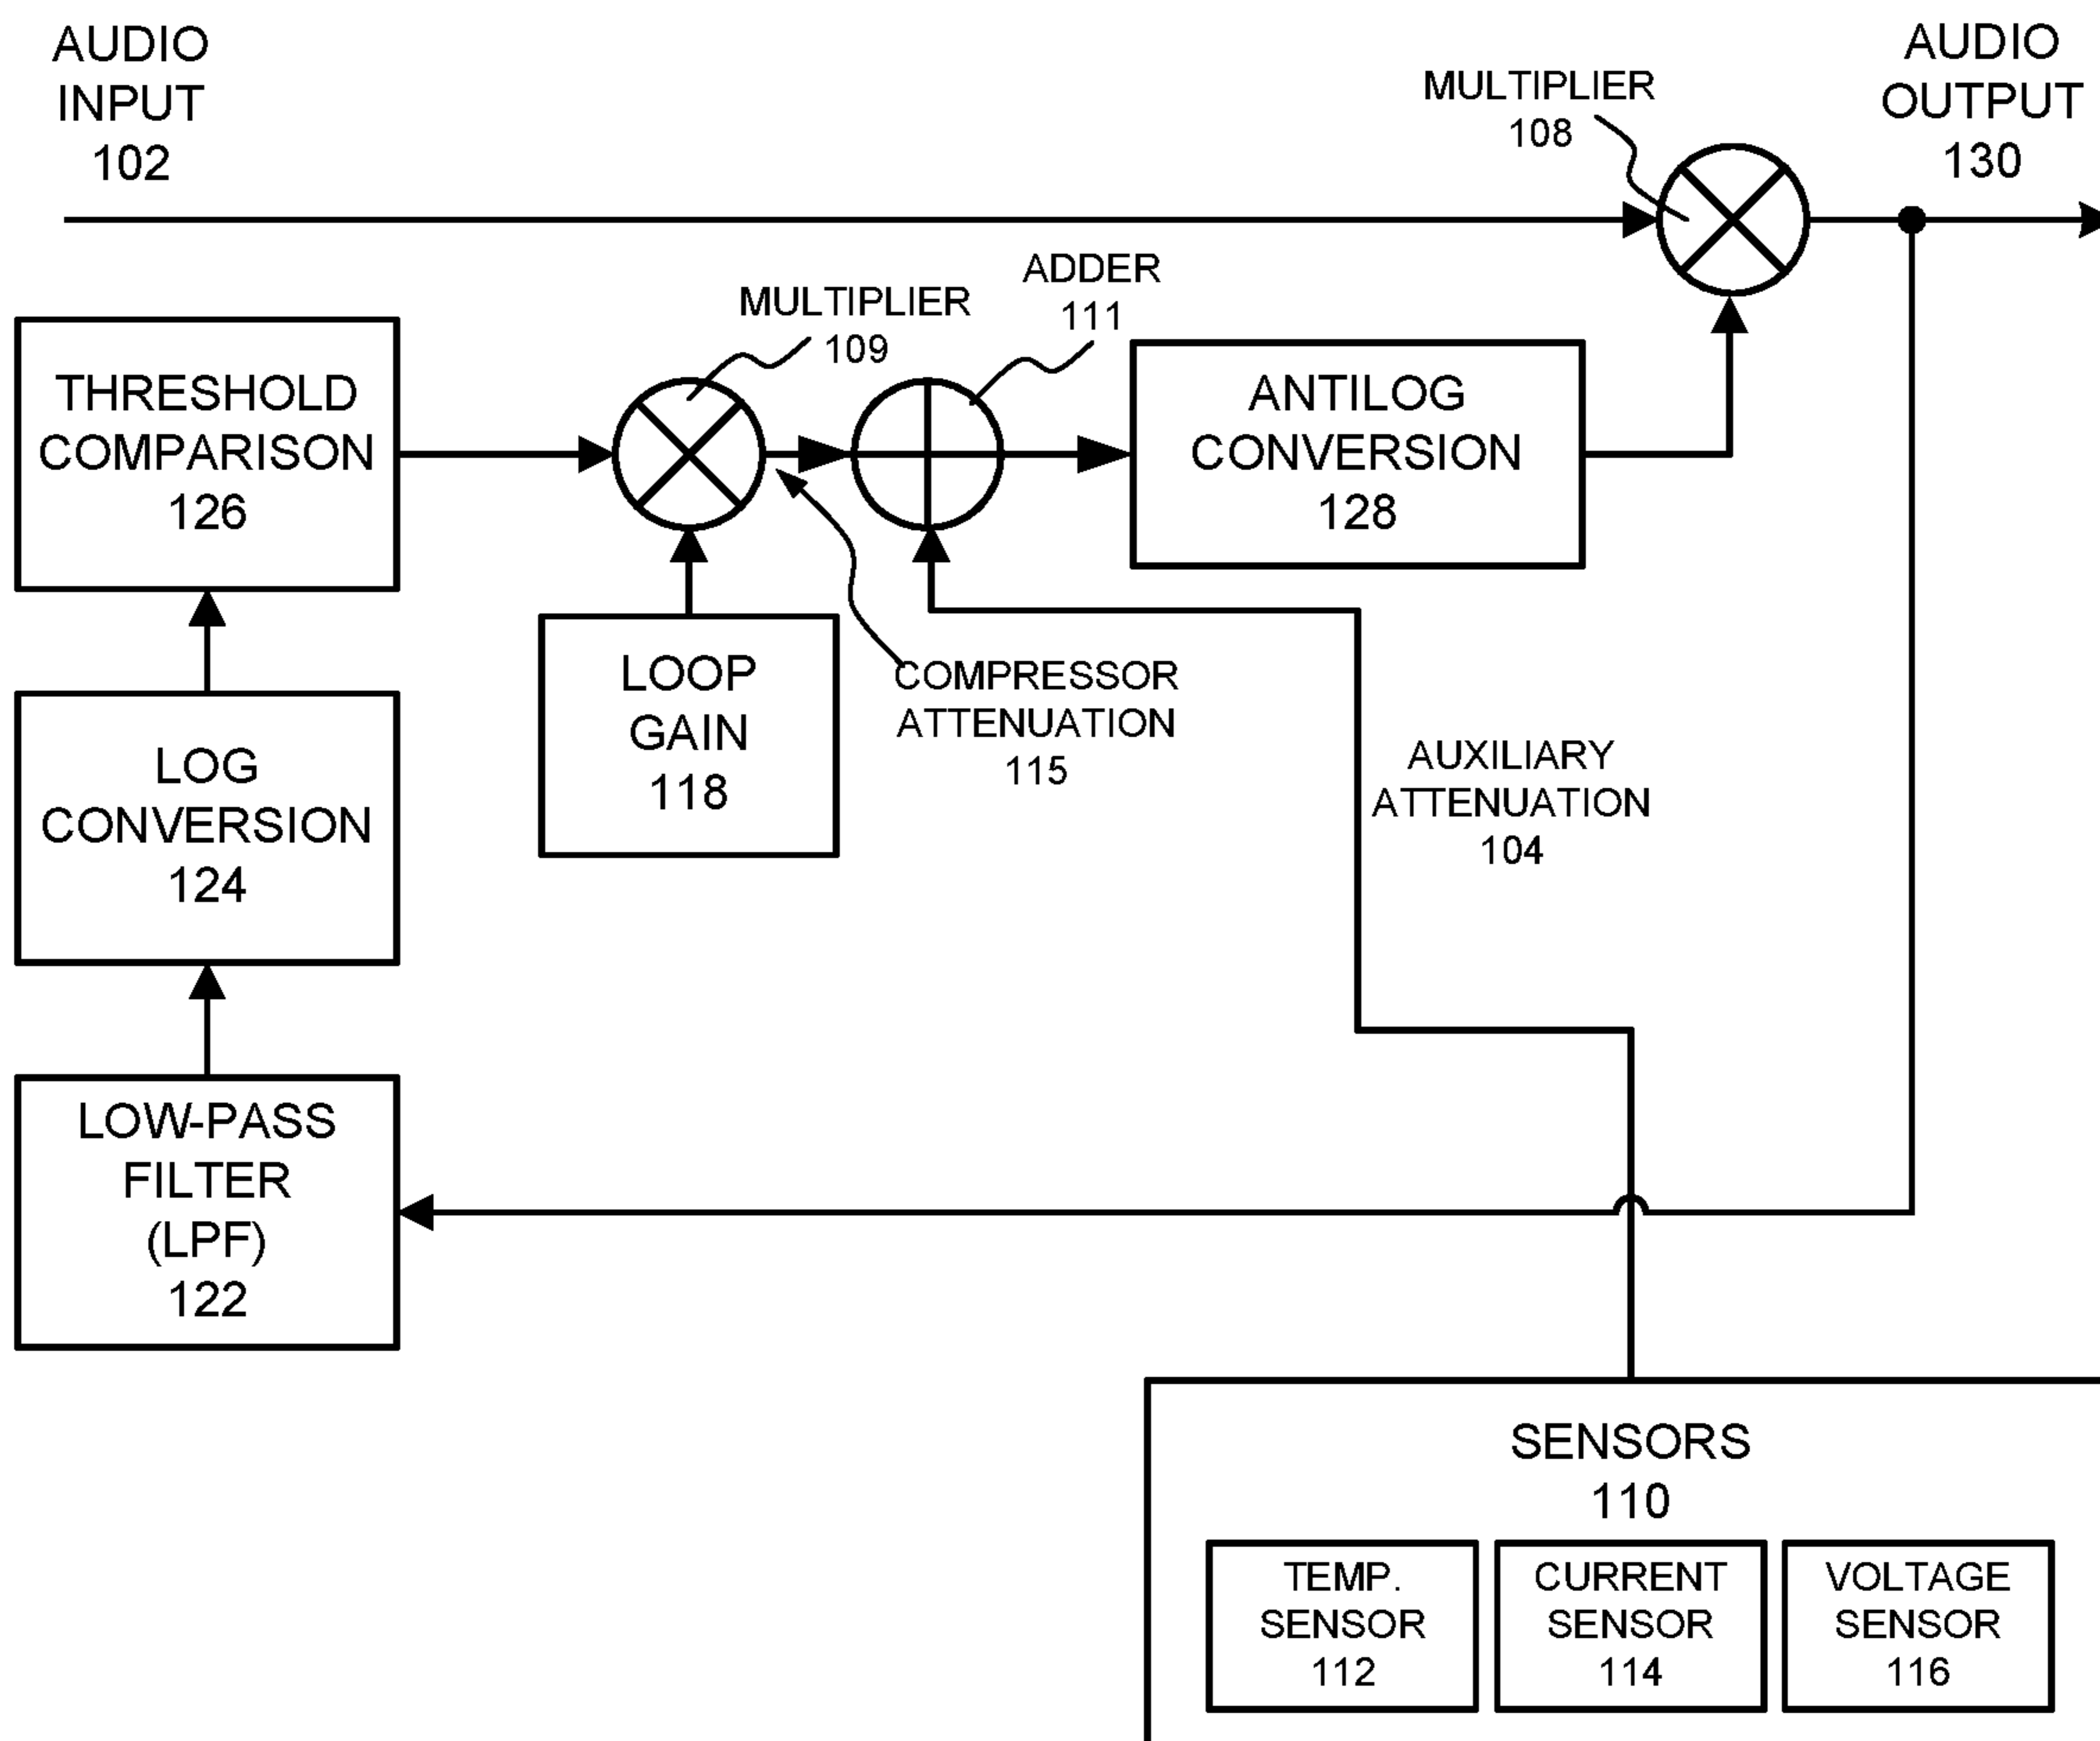 AUDIO
INPUT
102
MULTIPLIER
108
AUDIO
OUTPUT
130
MULTIPLIER
109
ADDER
111
THRESHOLD
COMPARISON
126
ANTILOG
CONVERSION
128
LOOP
GAIN
118
COMPRESSOR
ATTENUATION
115
LOG
CONVERSION
124
AUXILIARY
ATTENUATION
104
LOW-PASS
FILTER
(LPF)
122
SENSORS
110
TEMP.
SENSOR
112
CURRENT
SENSOR
114
VOLTAGE
SENSOR
116